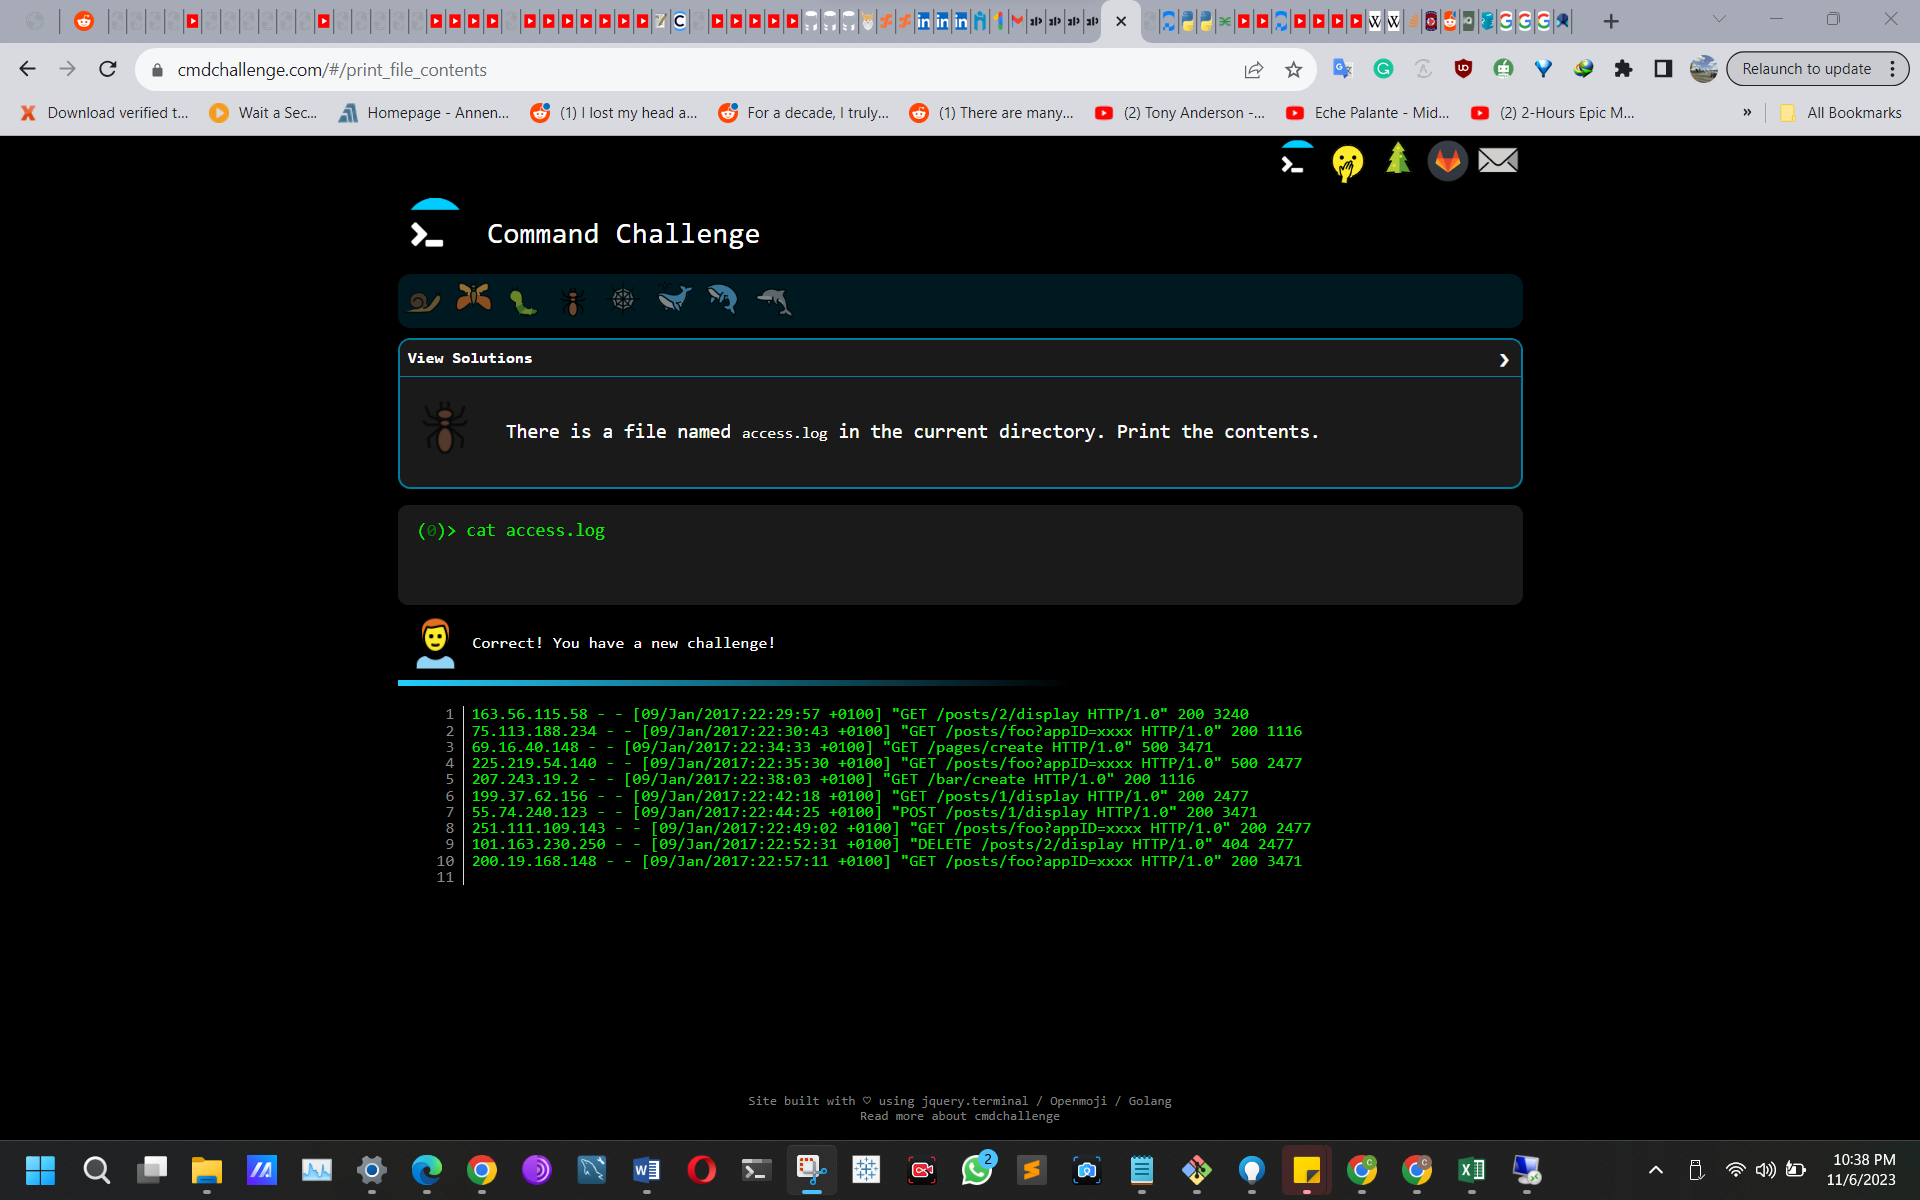 cmdchallenge.com/#/print_file_contents
Relaunch to update
Download verified t...
Wait a Sec...
Homepage - Annen...
(1) I lost my head a...
For a decade, I truly...
(1) There are many...
(2) Tony Anderson -...
Eche Palante - Mid...
(2) 2-Hours Epic M...
»
All Bookmarks
Command Challenge
View Solutions
There is a file named access.log in the current directory. Print the contents.
(0)> cat access.log
Correct! You have a new challenge!
1 163.56.115.58 - - [09/Jan/2017:22:29:57 +0100] "GET /posts/2/display HTTP/1.0" 200 3240
2 75.113.188.234 - - [09/Jan/2017:22:30:43 +0100] "GET /posts/foo?appID=xxxx HTTP/1.0" 200 1116
3 69.16.40.148 - - [09/Jan/2017:22:34:33 +0100] "GET /pages/create HTTP/1.0" 500 3471
4 225.219.54.140 - - [09/Jan/2017:22:35:30 +0100] "GET /posts/foo?appID=xxxx HTTP/1.0" 500 2477
5 207.243.19.2 - - [09/Jan/2017:22:38:03 +0100] "GET /bar/create HTTP/1.0" 200 1116
6 199.37.62.156 - - [09/Jan/2017:22:42:18 +0100] "GET /posts/1/display HTTP/1.0" 200 2477
7 55.74.240.123 - - [09/Jan/2017:22:44:25 +0100] "POST /posts/1/display HTTP/1.0" 200 3471
8 251.111.109.143 - - [09/Jan/2017:22:49:02 +0100] "GET /posts/foo?appID=xxxx HTTP/1.0" 200 2477
9 101.163.230.250 - - [09/Jan/2017:22:52:31 +0100] "DELETE /posts/2/display HTTP/1.0" 404 2477
10 200.19.168.148 - - [09/Jan/2017:22:57:11 +0100] "GET /posts/foo?appID=xxxx HTTP/1.0" 200 3471
11
Site built with ♡ using jquery.terminal / Openmoji / Golang
Read more about cmdchallenge
2
10:38 PM
11/6/2023